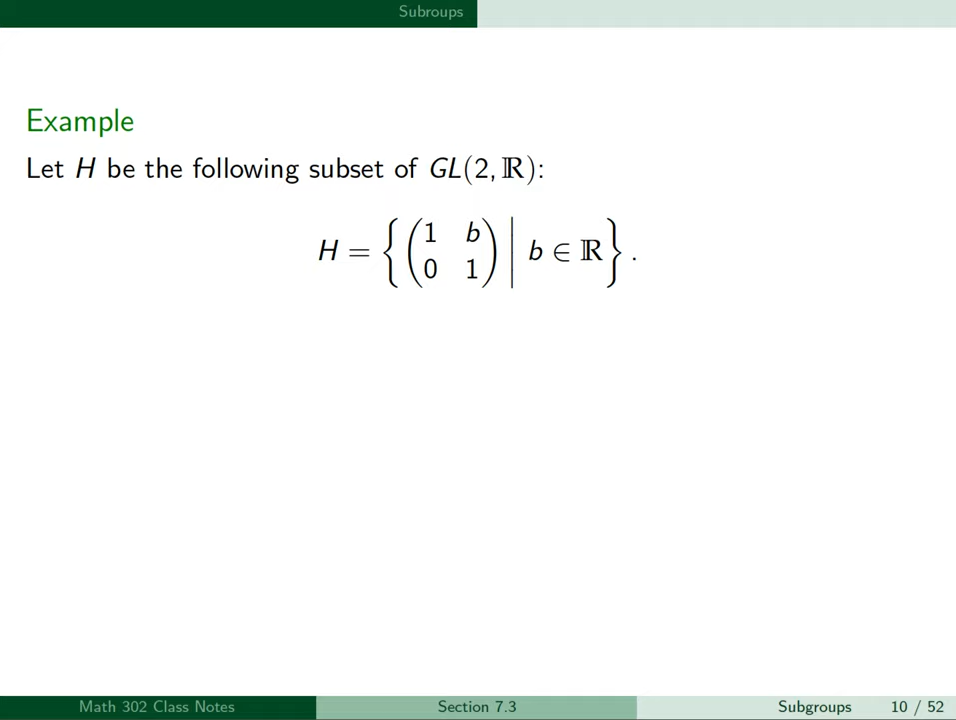 Subroups
Example
Let H be the following subset of GL(2, ℝ):
H = { ( 1 b
0 1 ) | b ∈ ℝ } .
Math 302 Class Notes Section 7.3 Subgroups 10 / 52